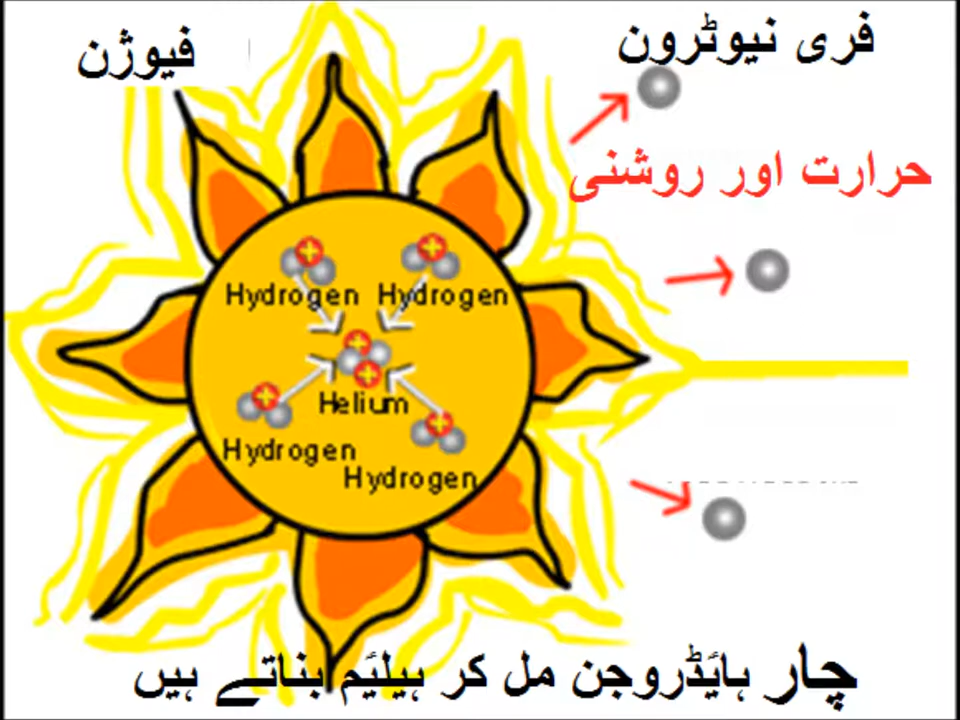 فری نیوٹرون
فیوژن
حرارت اور روشنی
Hydrogen Hydrogen
Helium
Hydrogen
Hydrogen
چار ہائیڈروجن مل کر ہیلیئم بناتے ہیں